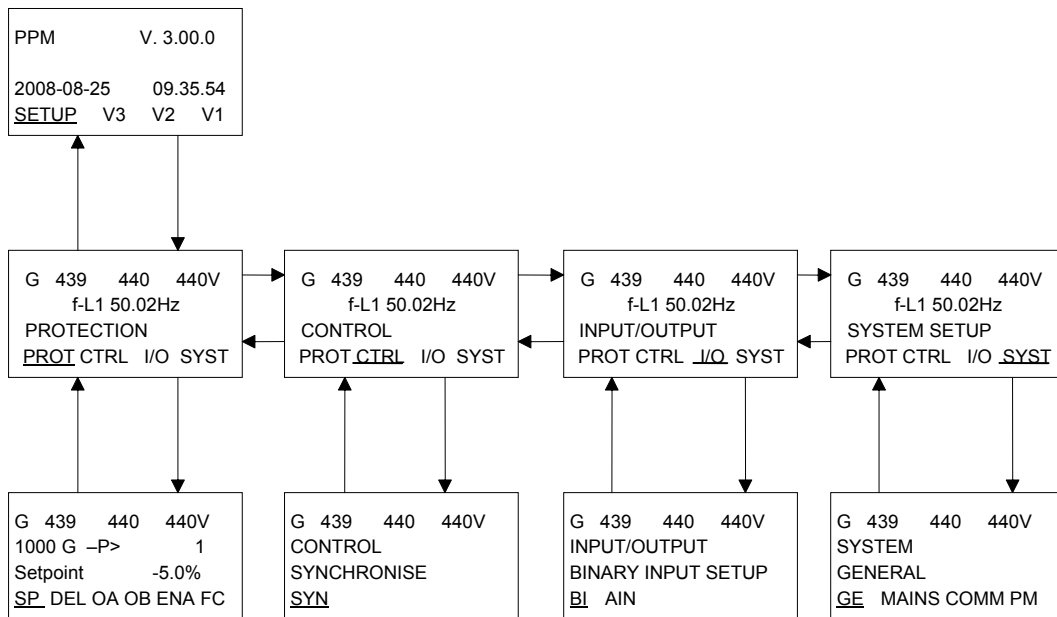 PPM V. 3.00.0
2008-08-25 09.35.54
SETUP V3 V2 V1
G 439 440 440V
f-L1 50.02Hz
PROTECTION
PROT CTRL I/O SYST
G 439 440 440V
f-L1 50.02Hz
CONTROL
PROT CTRL I/O SYST
G 439 440 440V
f-L1 50.02Hz
INPUT/OUTPUT
PROT CTRL I/O SYST
G 439 440 440V
f-L1 50.02Hz
SYSTEM SETUP
PROT CTRL I/O SYST
G 439 440 440V
1000 G –P> 1
Setpoint -5.0%
SP DEL OA OB ENA FC
G 439 440 440V
CONTROL
SYNCHRONISE
SYN
G 439 440 440V
INPUT/OUTPUT
BINARY INPUT SETUP
BI AIN
G 439 440 440V
SYSTEM
GENERAL
GE MAINS COMM PM